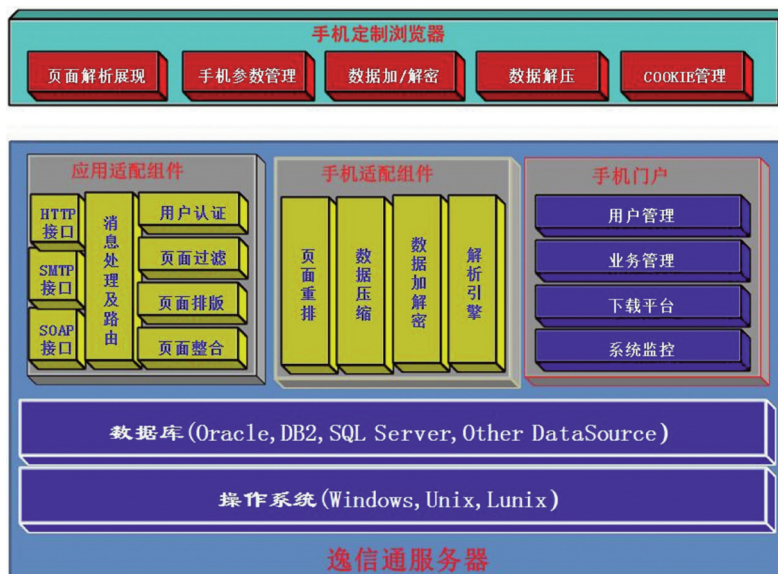 手机定制浏览器
页面解析展现
手机参数管理
数据加/解密
数据解压
COOKIE管理
应用适配组件
HTTP
接口
SMTP
接口
SOAP
接口
消息处理及路由
用户认证
页面过滤
页面排版
页面整合
手机适配组件
页面重排
数据压缩
数据加解密
解析引擎
手机门户
用户管理
业务管理
下载平台
系统监控
数据库(Oracle,DB2,SQL Server,Other DataSource)
操作系统(Windows,Unix,Lunix)
逸信通服务器